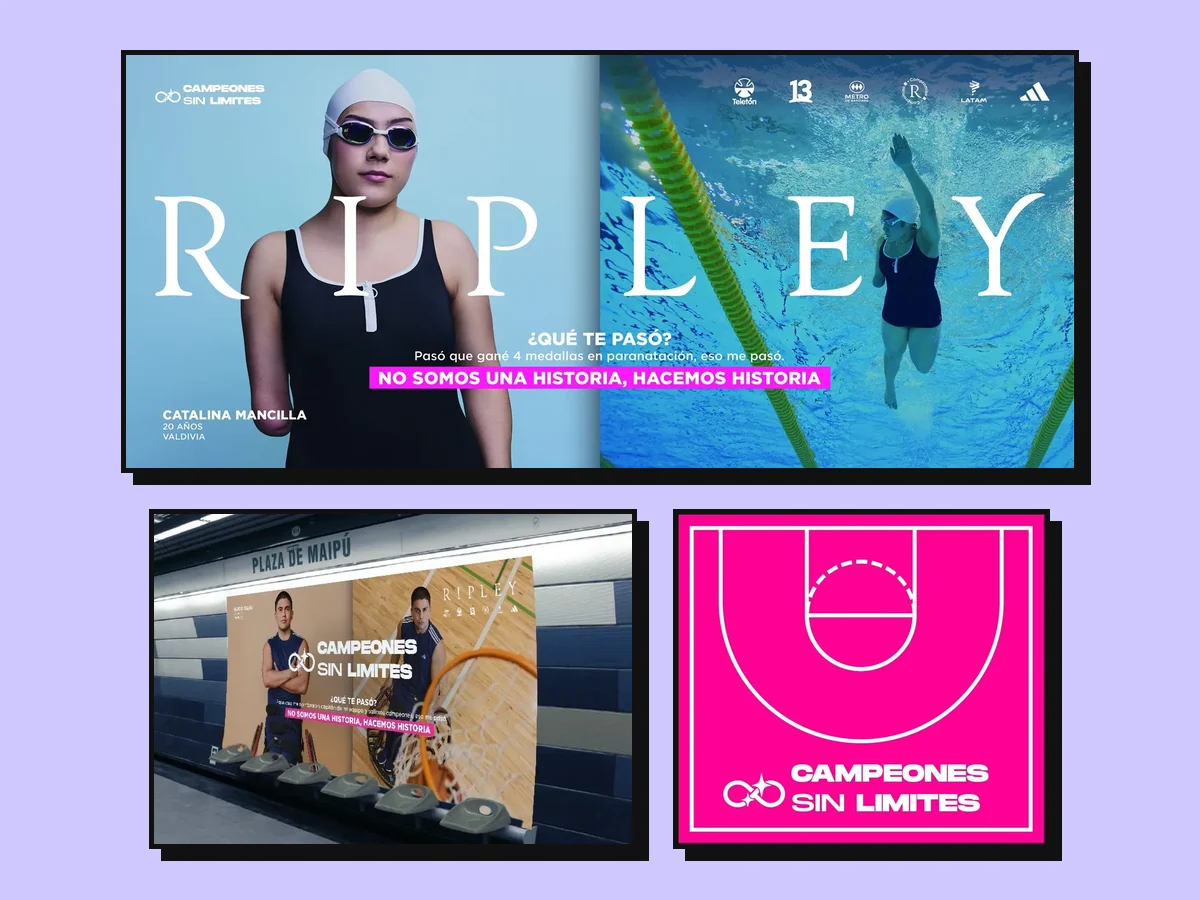 CAMPEONES
SIN LIMITES
Teletón
13
METRO
R
LATAM
RIPLEY
¿QUÉ TE PASÓ?
Pasó que gané 4 medallas en paranatación, eso me pasó.
NO SOMOS UNA HISTORIA, HACEMOS HISTORIA
CATALINA MANCILLA
20 AÑOS
VALDIVIA
PLAZA DE MAIPÚ
RIPLEY
CAMPEONES
SIN LIMITES
¿QUÉ TE PASÓ?
NO SOMOS UNA HISTORIA, HACEMOS HISTORIA
CAMPEONES
SIN LIMITES